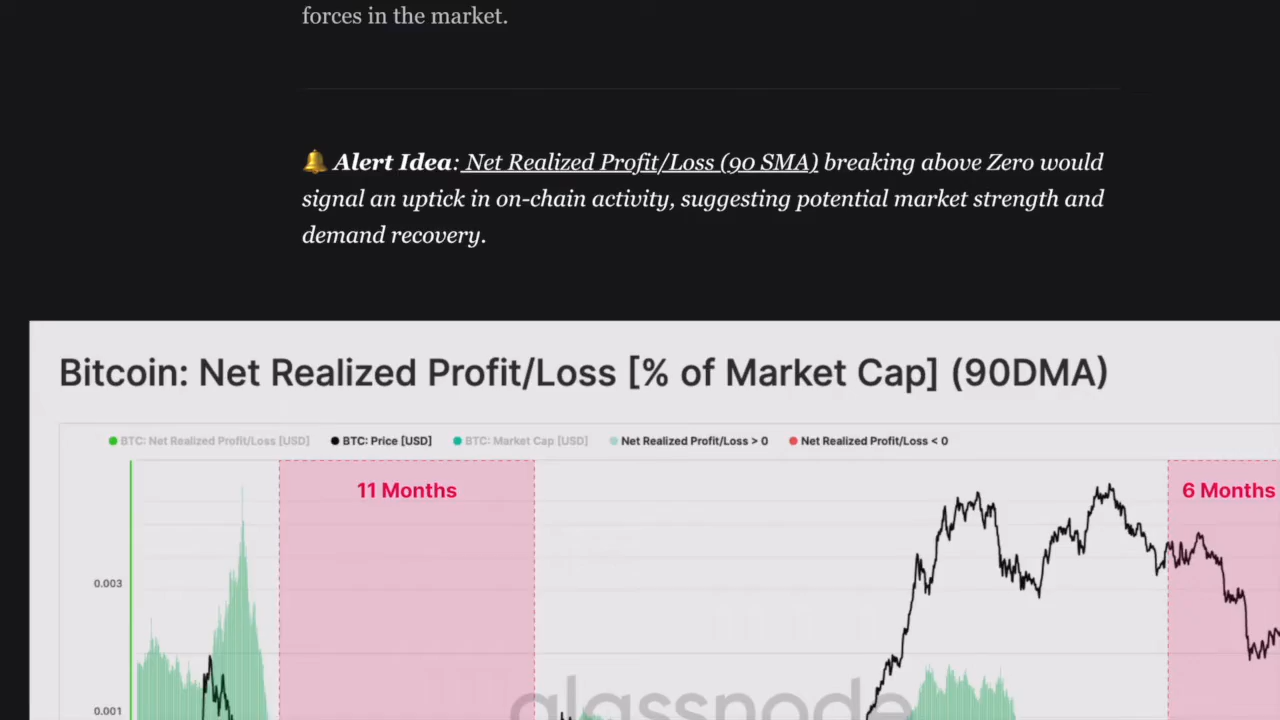 forces in the market.
🔔 Alert Idea: Net Realized Profit/Loss (90 SMA) breaking above Zero would
signal an uptick in on-chain activity, suggesting potential market strength and
demand recovery.
Bitcoin: Net Realized Profit/Loss [% of Market Cap] (90DMA)
BTC: Net Realized Profit/Loss [USD] BTC: Price [USD] BTC: Market Cap [USD] Net Realized Profit/Loss > 0 Net Realized Profit/Loss < 0
11 Months
6 Months
0.003
glassnode
0.001